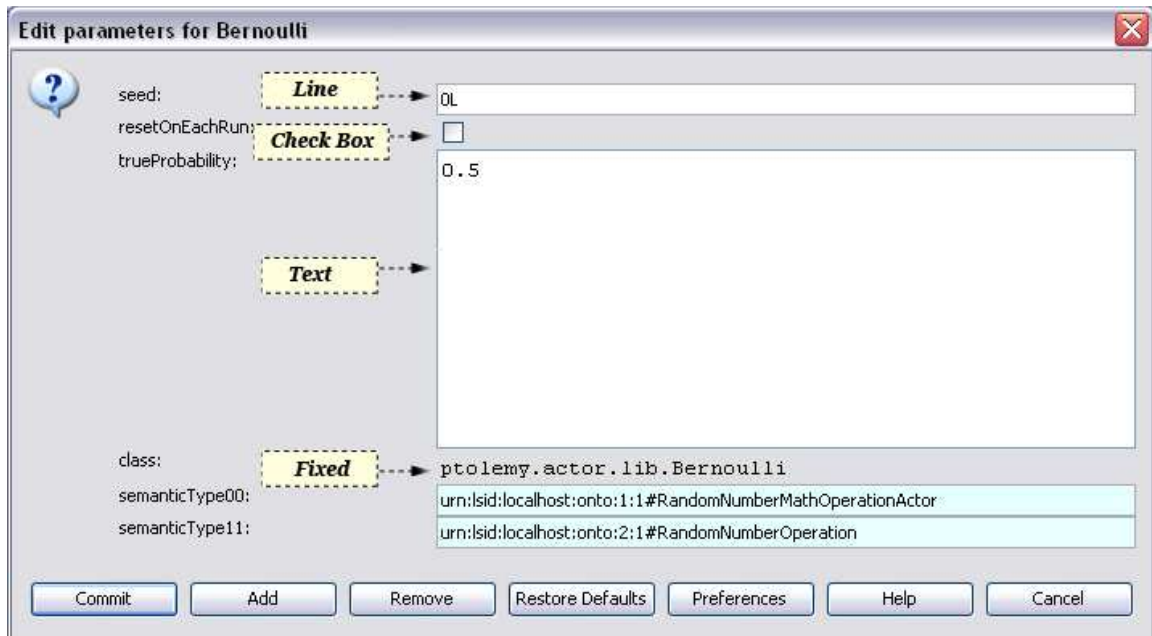 Edit parameters for Bernoulli
seed: Line 0L
resetOnEachRun: Check Box
trueProbability: 0.5
Text
class: Fixed ptolemy.actor.lib.Bernoulli
semanticType00: urn:lsid:localhost:onto:1:1#RandomNumberMathOperationActor
semanticType11: urn:lsid:localhost:onto:2:1#RandomNumberOperation
Commit Add Remove Restore Defaults Preferences Help Cancel